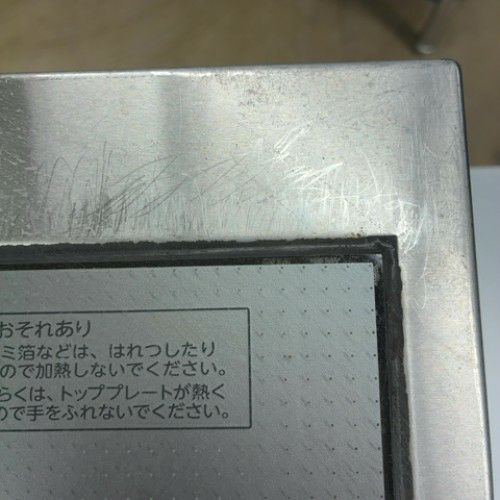 おそれあり
ミ箔などは、はれつしたり
ので加熱しないでください。
らくは、トッププレートが熱く
ので手をふれないでください。